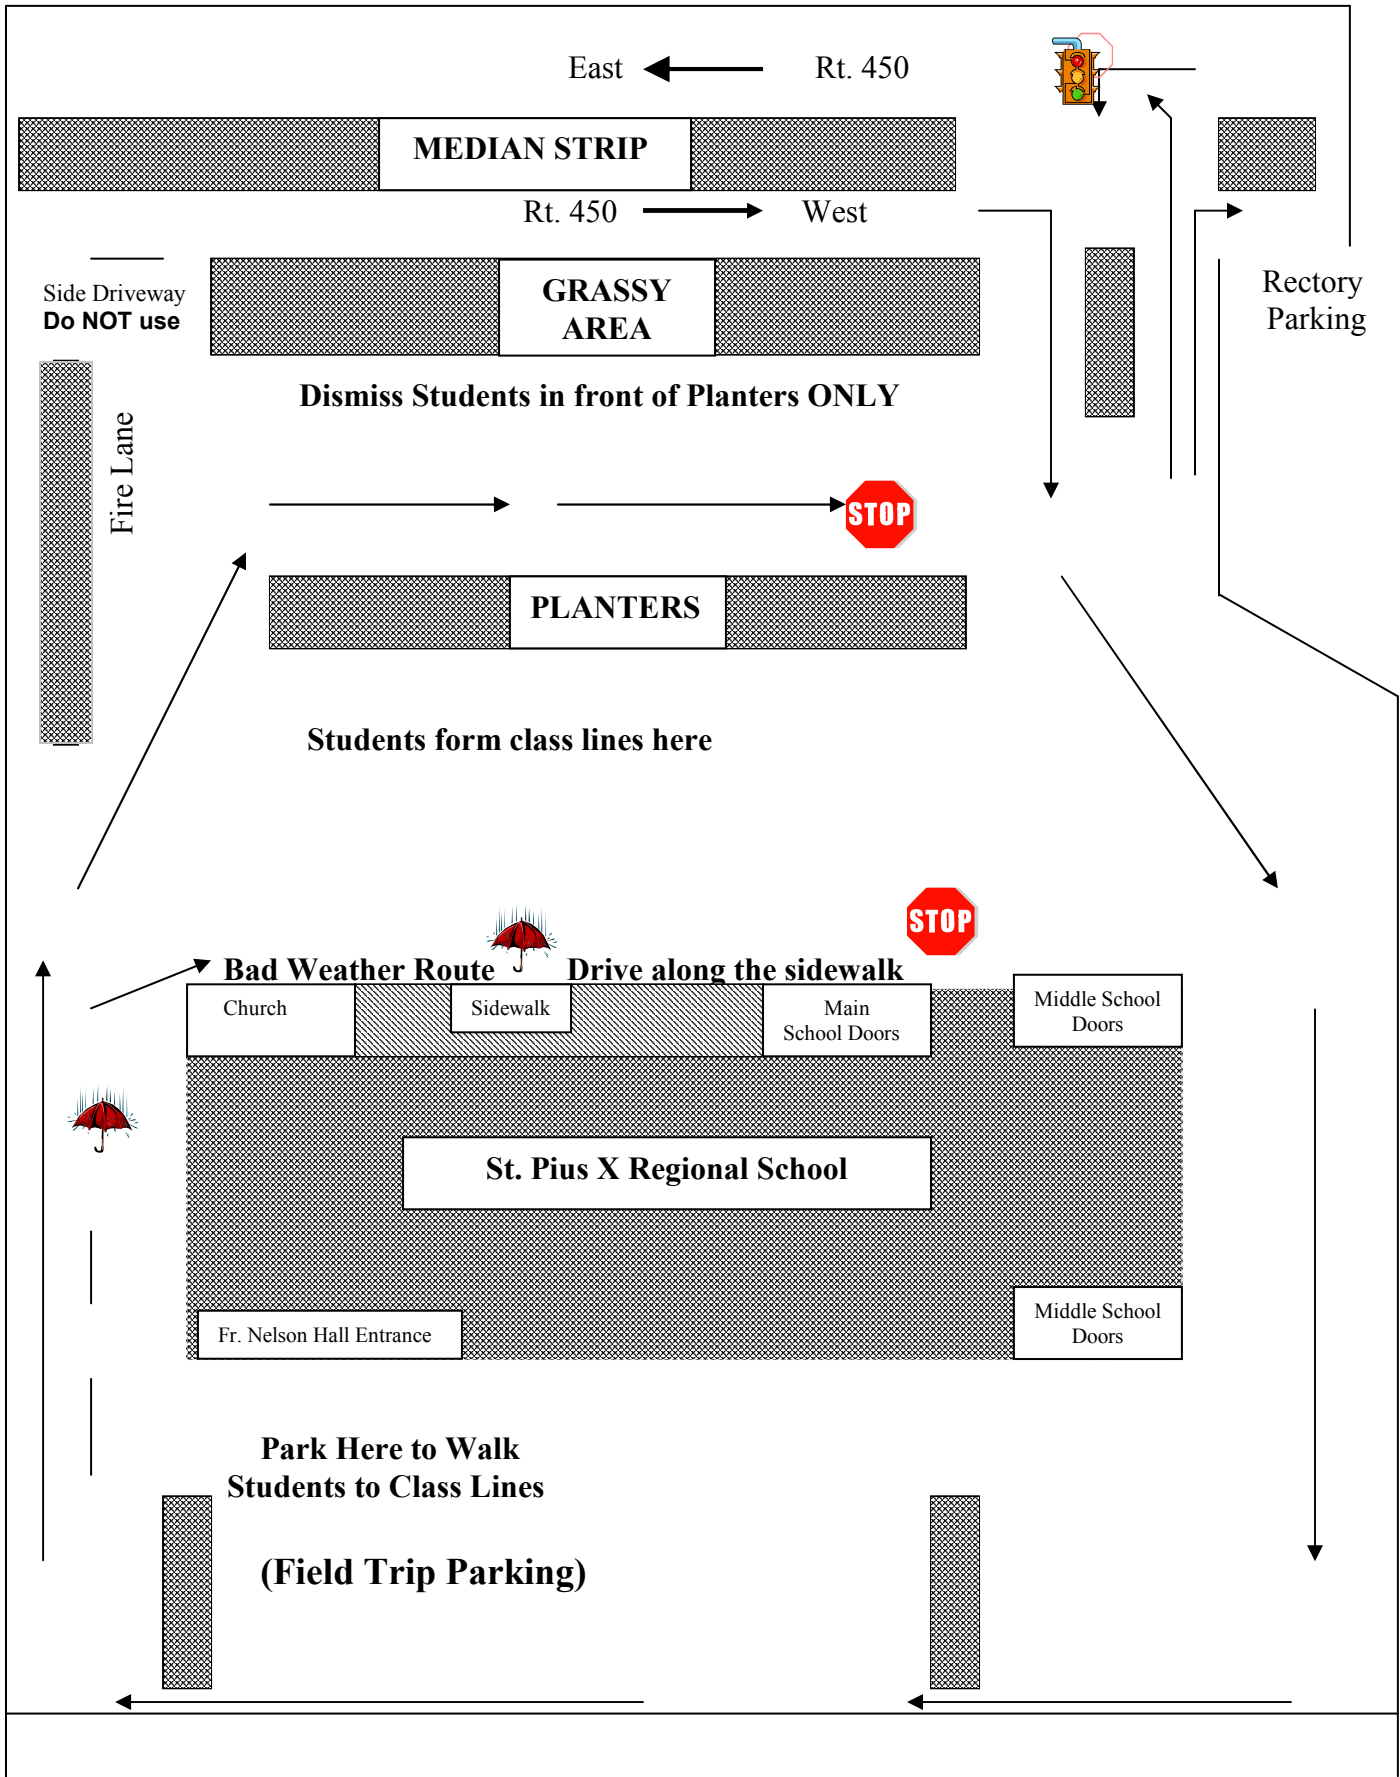 East Rt. 450
MEDIAN STRIP
Rt. 450 West
Side Driveway
Do NOT use
GRASSY
AREA
Rectory
Parking
Dismiss Students in front of Planters ONLY
Fire Lane
STOP
PLANTERS
Students form class lines here
STOP
Bad Weather Route Drive along the sidewalk
Church
Sidewalk
Main
School Doors
Middle School
Doors
St. Pius X Regional School
Fr. Nelson Hall Entrance
Middle School
Doors
Park Here to Walk
Students to Class Lines
(Field Trip Parking)